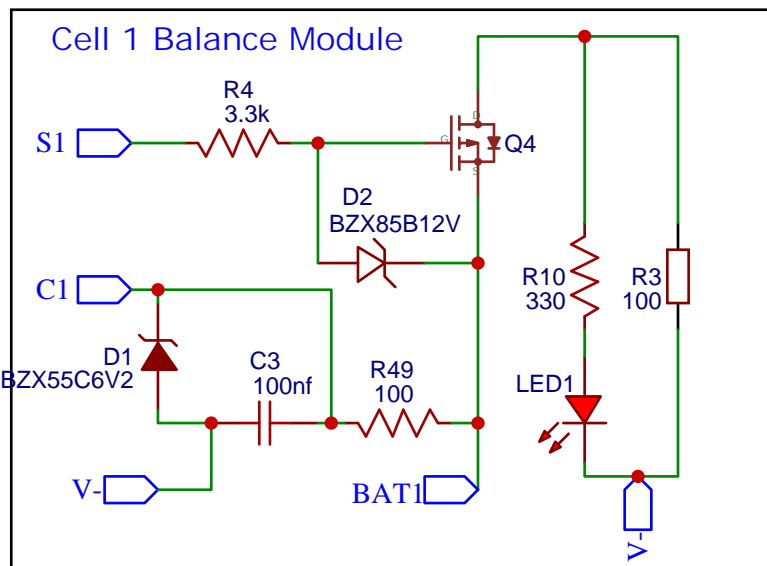 Cell 1 Balance Module
R4
3.3k
S1
D
G
S
Q4
D2
BZX85B12V
C1
R10
330
R3
100
D1
BZX55C6V2
C3
100nf
R49
100
LED1
V-
BAT1
V-